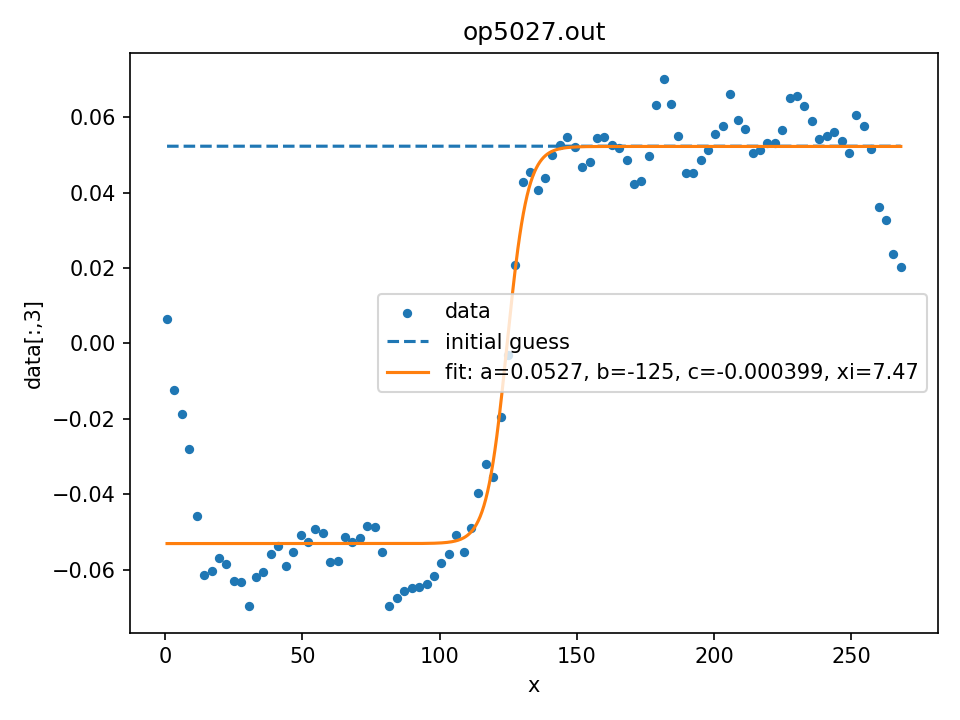 op5027.out
0.06
0.04
0.02
0.00
−0.02
−0.04
−0.06
data[:,3]
data
initial guess
fit: a=0.0527, b=-125, c=-0.000399, xi=7.47
0 50 100 150 200 250
x